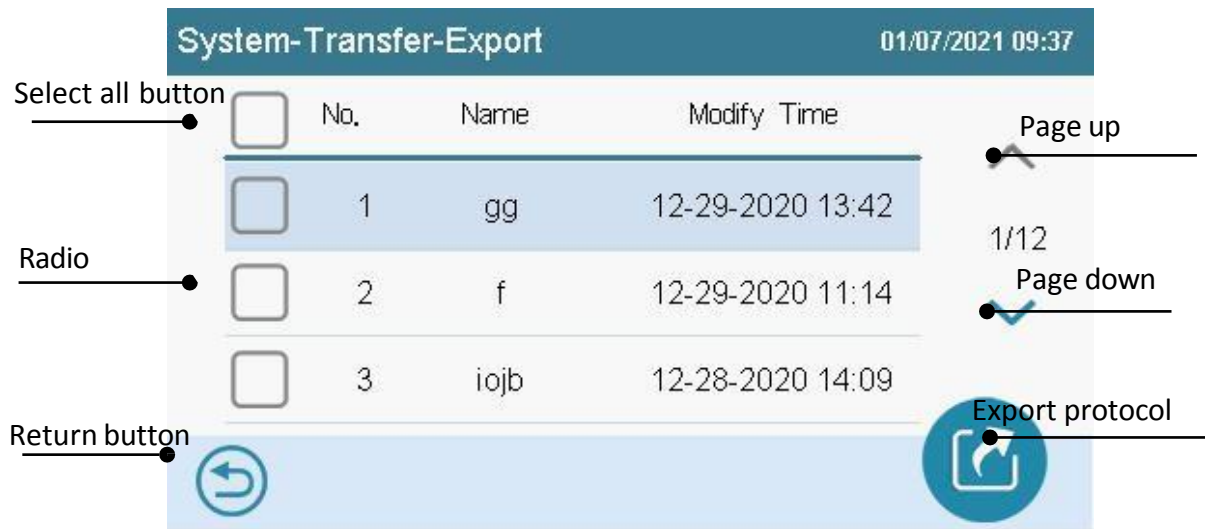 System-Transfer-Export 01/07/2021 09:37
Select all button
No. Name Modify Time
Page up
1 gg 12-29-2020 13:42
1/12
Radio
2 f 12-29-2020 11:14
Page down
3 iojb 12-28-2020 14:09
Export protocol
Return button